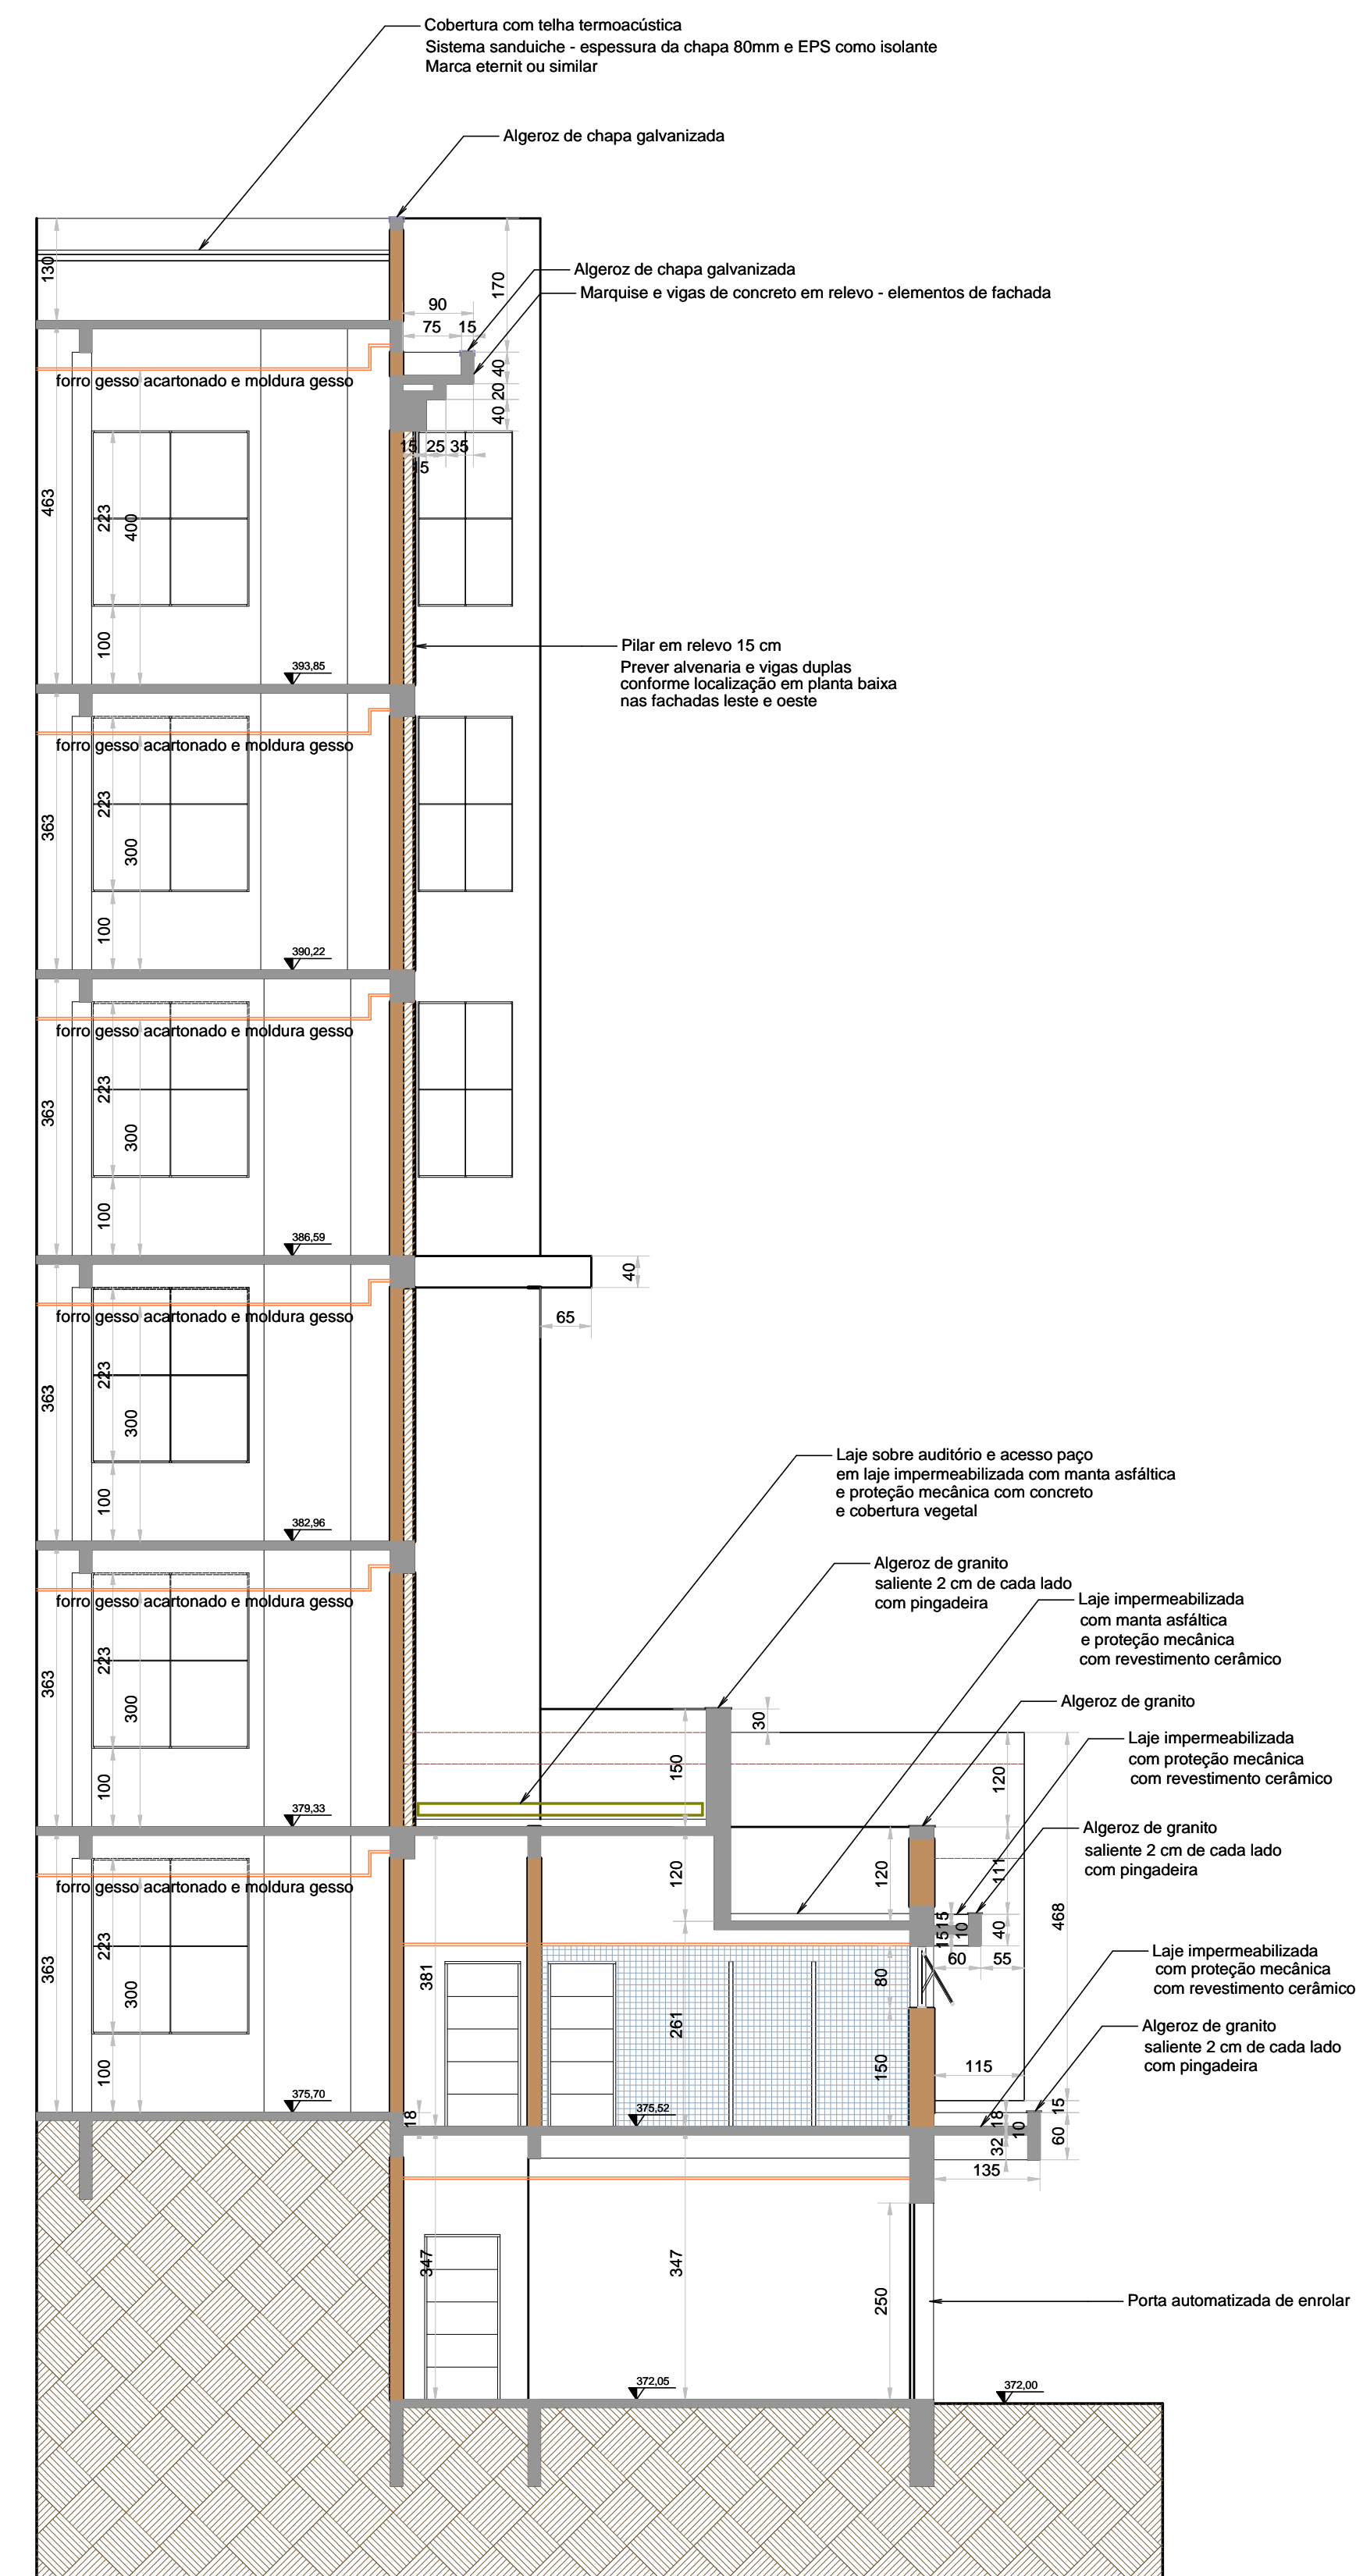 Cobertura com telha termoacústica
Sistema sanduiche - espessura da chapa 80mm e EPS como isolante
Marca eternit ou similar
Algeroz de chapa galvanizada
130
170
Algeroz de chapa galvanizada
Marquise e vigas de concreto em relevo - elementos de fachada
90
75 15
40
20
40
forro gesso acartonado e moldura gesso
15 25 35
5
463
223
400
100
Pilar em relevo 15 cm
Prever alvenaria e vigas duplas
conforme localização em planta baixa
nas fachadas leste e oeste
393,85
forro gesso acartonado e moldura gesso
363
223
300
100
390,22
forro gesso acartonado e moldura gesso
363
223
300
100
386,59
40
65
forro gesso acartonado e moldura gesso
363
223
300
100
382,96
Laje sobre auditório e acesso paço
em laje impermeabilizada com manta asfáltica
e proteção mecânica com concreto
e cobertura vegetal
Algeroz de granito
saliente 2 cm de cada lado
com pingadeira
Laje impermeabilizada
com manta asfáltica
e proteção mecânica
com revestimento cerâmico
forro gesso acartonado e moldura gesso
363
223
300
100
379,33
Algeroz de granito
30
150
120
Laje impermeabilizada
com proteção mecânica
com revestimento cerâmico
Algeroz de granito
saliente 2 cm de cada lado
com pingadeira
forro gesso acartonado e moldura gesso
120
120
111
468
1515
10
40
60 55
363
223
300
100
381
261
80
150
375,70
18
375,52
Laje impermeabilizada
com proteção mecânica
com revestimento cerâmico
Algeroz de granito
saliente 2 cm de cada lado
com pingadeira
115
15
18
10
32
60
135
347
347
250
Porta automatizada de enrolar
372,05
372,00